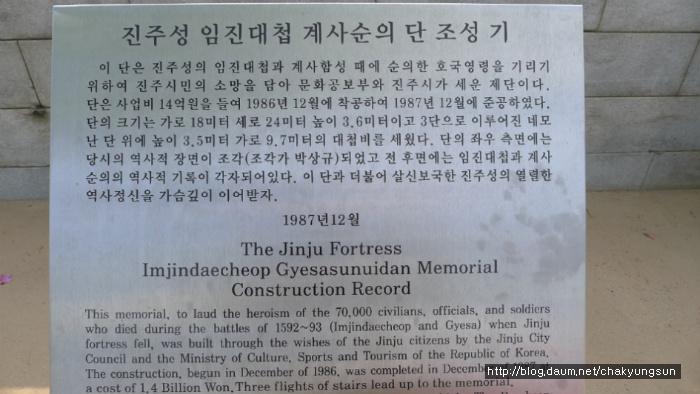 진주성 임진대첩 계사순의 단 조성 기
이 단은 진주성의 임진대첩과 계사함성 때에 순의한 호국영령을 기리기
위하여 진주시민의 소망을 담아 문화공보부와 진주시가 세운 제단이다.
단은 사업비 14억원을 들여 1986년 12월에 착공하여 1987년 12월에 준공하였다.
단의 크기는 가로 18미터 세로 24미터 높이 3.6미터이고 3단으로 이루어진 네모
난 단 위에 높이 3.5미터 가로 9.7미터의 대첩비를 세웠다. 단의 좌우 측면에는
당시의 역사적 장면이 조각(조각가 박상규)되었고 전 후면에는 임진대첩과 계사
순의의 역사적 기록이 각자되어있다. 이 단과 더불어 살신보국한 진주성의 열렬한
역사정신을 가슴깊이 이어받자.
1987년12월
The Jinju Fortress
Imjindaecheop Gyesasunuidan Memorial
Construction Record
This memorial, to laud the heroism of the 70,000 civilians, officials, and soldiers
who died during the battles of 1592~93 (Imjindaecheop and Gyesa) when Jinju
fortress fell, was built through the wishes of the Jinju citizens by the Jinju City
Council and the Ministry of Culture, Sports and Tourism of the Republic of Korea.
The construction, begun in December of 1986, was completed in
a cost of 1.4 Billion Won. Three flights of stairs lead up to the memorial.
http://blog.daum.net/chakyungsun